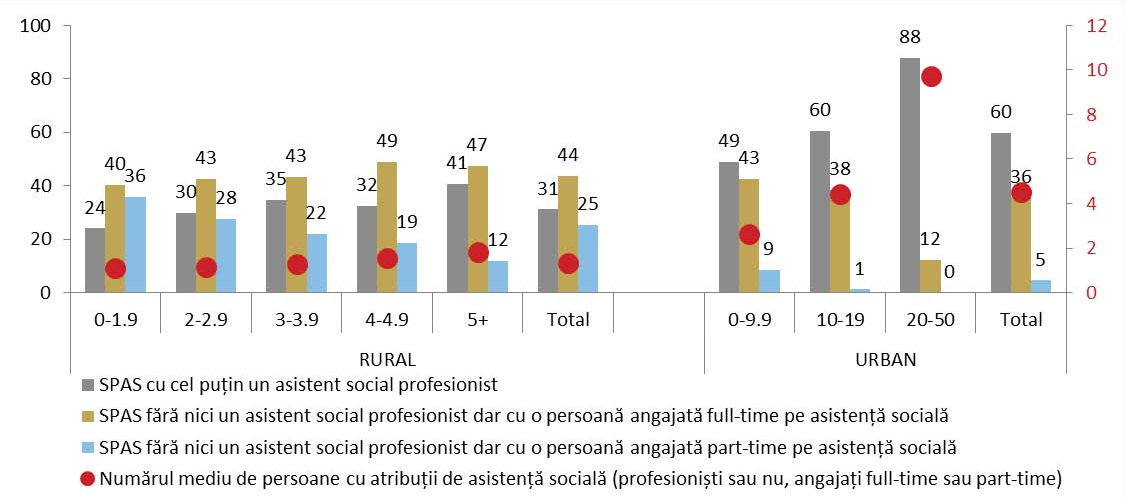 100
80
60
40
20
0
12
10
8
6
4
2
0
24 40 36
30 43 28
35 43 22
32 49 19
41 47 12
31 44 25
49 43 9
60 38 1
88 12 0
60 36 5
0-1.9 2-2.9 3-3.9 4-4.9 5+ Total 0-9.9 10-19 20-50 Total
RURAL URBAN
SPAS cu cel puțin un asistent social profesionist
SPAS fără nici un asistent social profesionist dar cu o persoană angajată full-time pe asistență socială
SPAS fără nici un asistent social profesionist dar cu o persoană angajată part-time pe asistență socială
Numărul mediu de persoane cu atribuții de asistență socială (profesioniști sau nu, angajați full-time sau part-time)